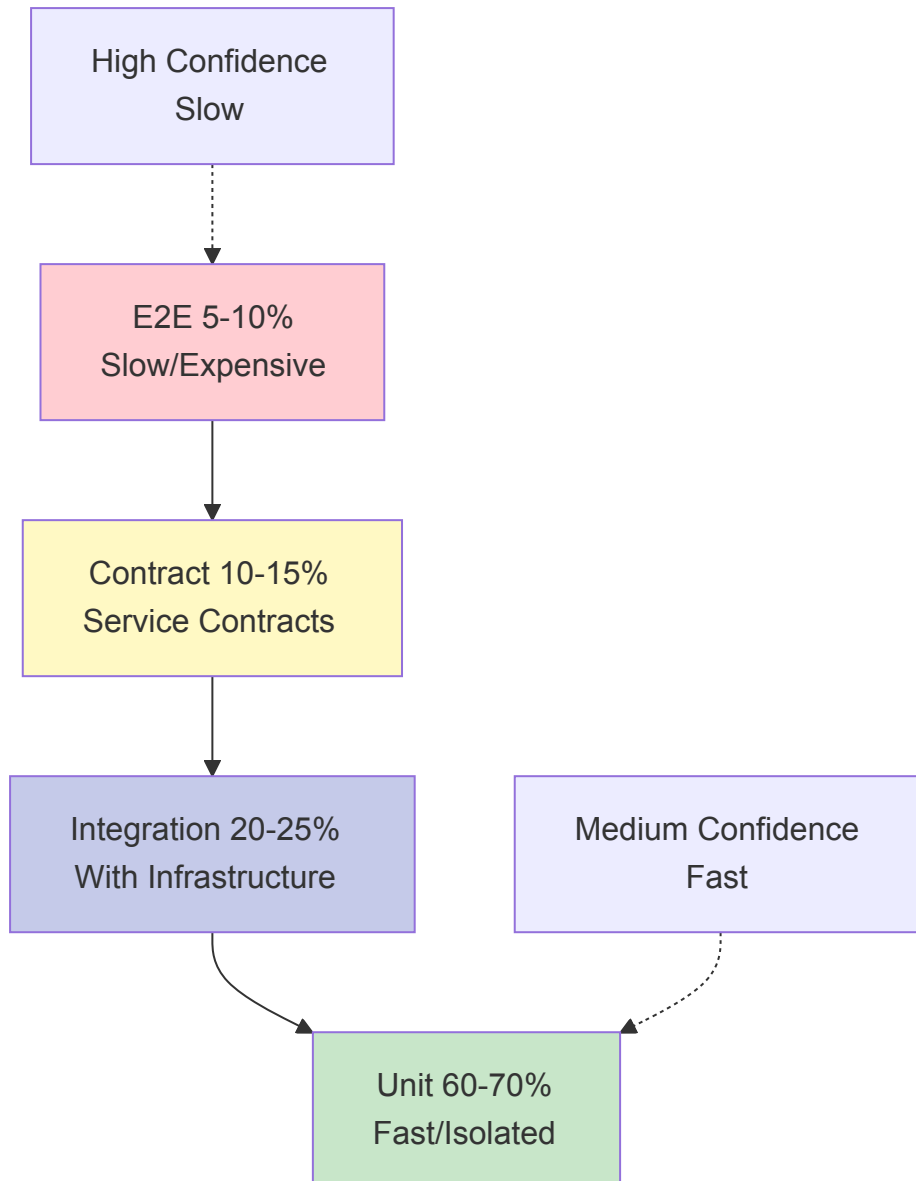 High Confidence
Slow
E2E 5-10%
Slow/Expensive
Contract 10-15%
Service Contracts
Integration 20-25%
With Infrastructure
Medium Confidence
Fast
Unit 60-70%
Fast/Isolated